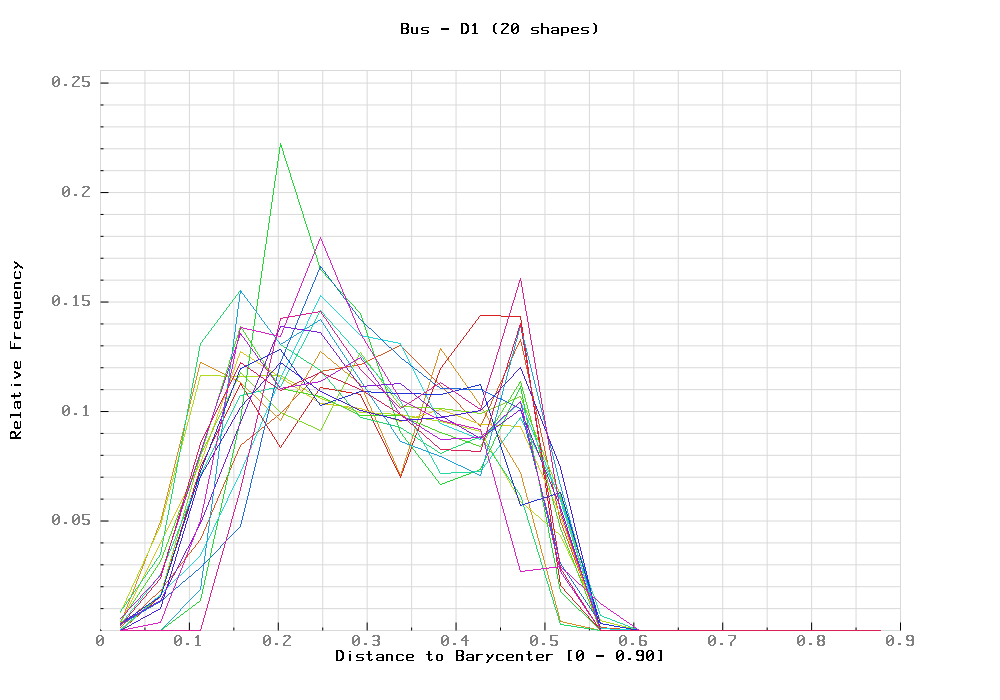 Bus - D1 (20 shapes)
Relative Frequency
0.25
0.2
0.15
0.1
0.05
0 0.1 0.2 0.3 0.4 0.5 0.6 0.7 0.8 0.9
Distance to Barycenter [0 - 0.90]